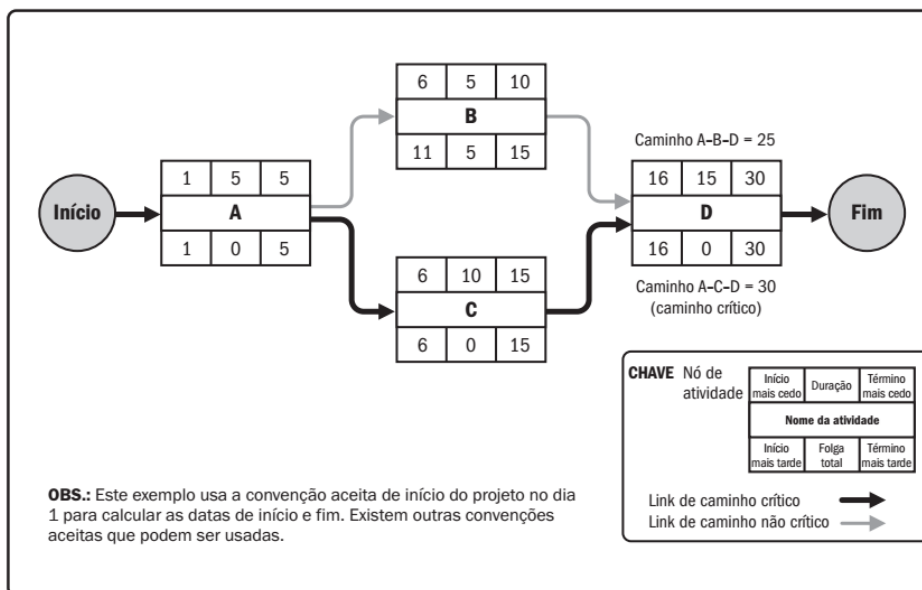 6 5 10
B
11 5 15
Caminho A-B-D = 25
1 5 5
A
1 0 5
16 15 30
D
16 0 30
Início
Fim
6 10 15
C
6 0 15
Caminho A-C-D = 30
(caminho crítico)
CHAVE Nó de
atividade
Início
mais cedo
Duração
Término
mais cedo
Nome da atividade
Início
mais tarde
Folga
total
Término
mais tarde
Link de caminho crítico
Link de caminho não crítico
OBS.: Este exemplo usa a convenção aceita de início do projeto no dia
1 para calcular as datas de início e fim. Existem outras convenções
aceitas que podem ser usadas.